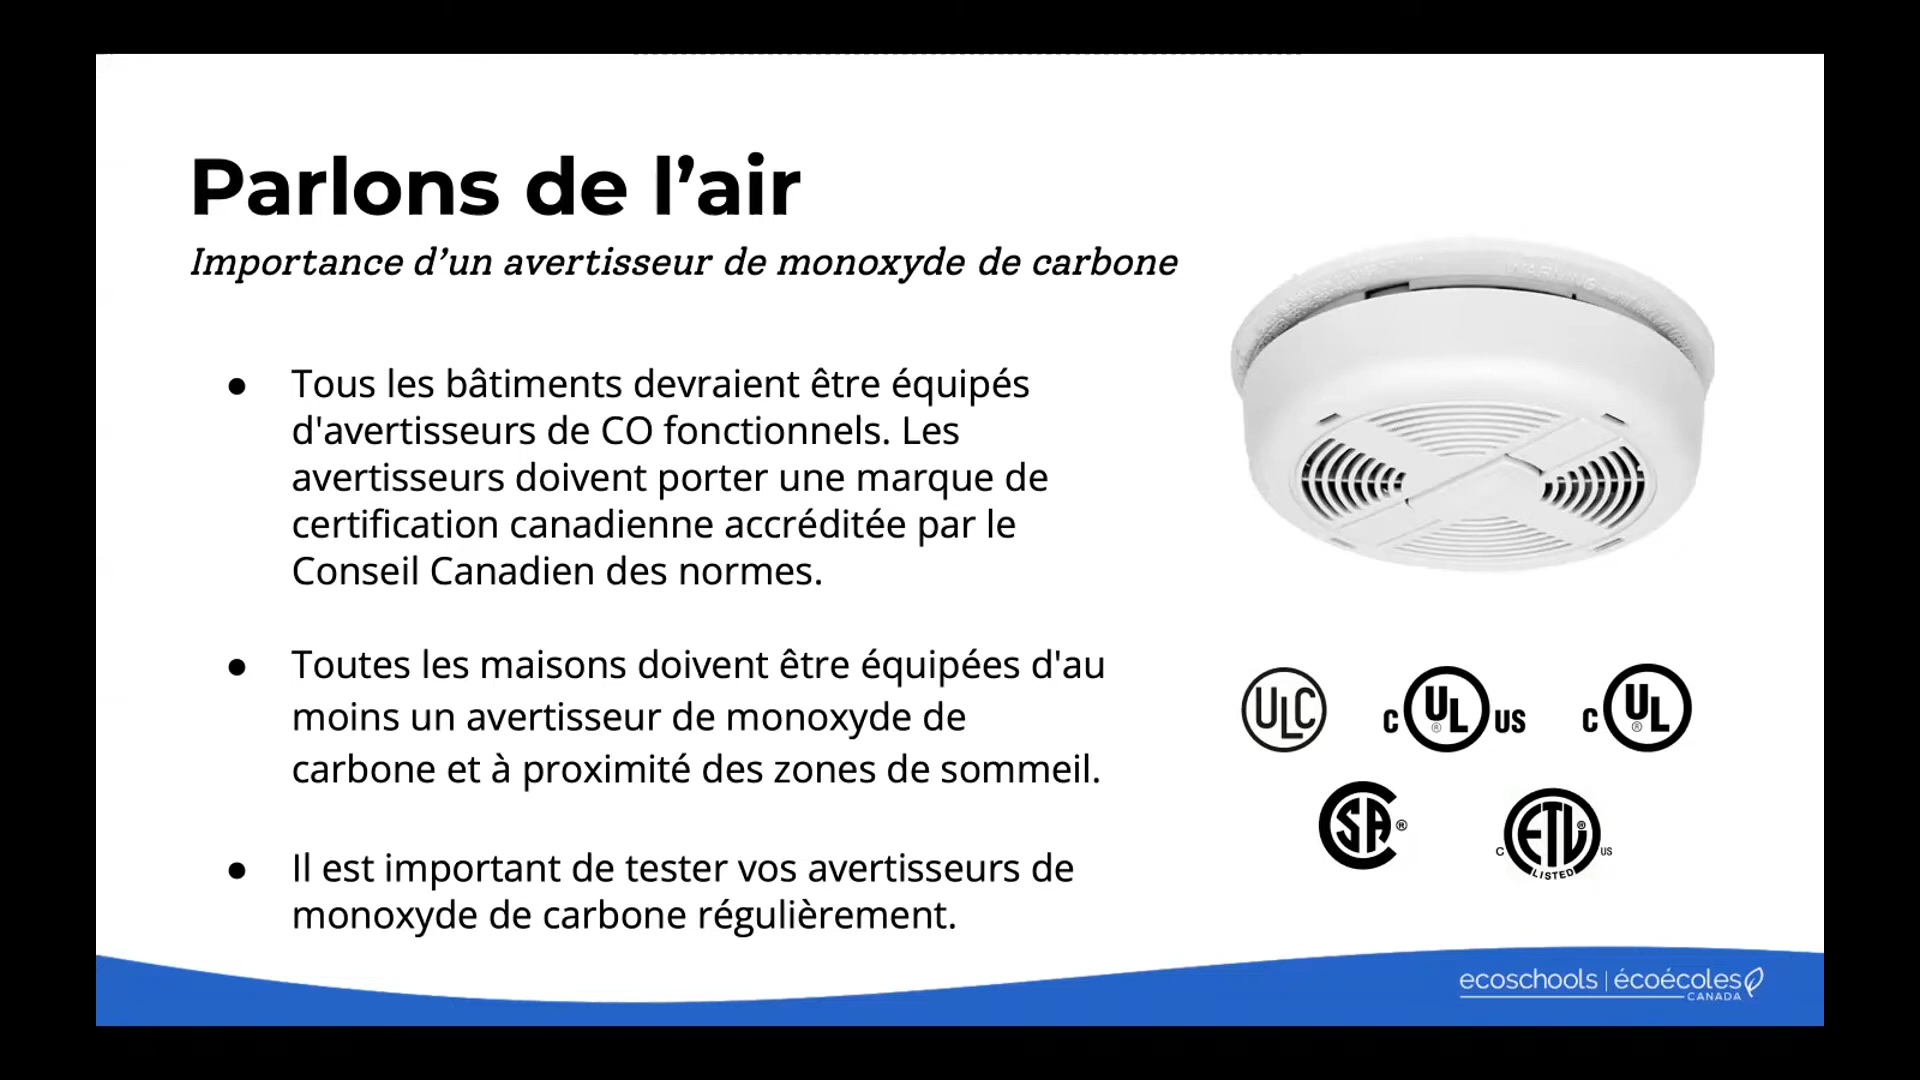 Parlons de l’air
Importance d’un avertisseur de monoxyde de carbone
● Tous les bâtiments devraient être équipés
d'avertisseurs de CO fonctionnels. Les
avertisseurs doivent porter une marque de
certification canadienne accréditée par le
Conseil Canadien des normes.
● Toutes les maisons doivent être équipées d'au
moins un avertisseur de monoxyde de
carbone et à proximité des zones de sommeil.
● Il est important de tester vos avertisseurs de
monoxyde de carbone régulièrement.
WARNING
ULC
C UL ® US
C UL ®
CSA ®
C ETL ® US
LISTED
ecoschools | écoécoles
CANADA